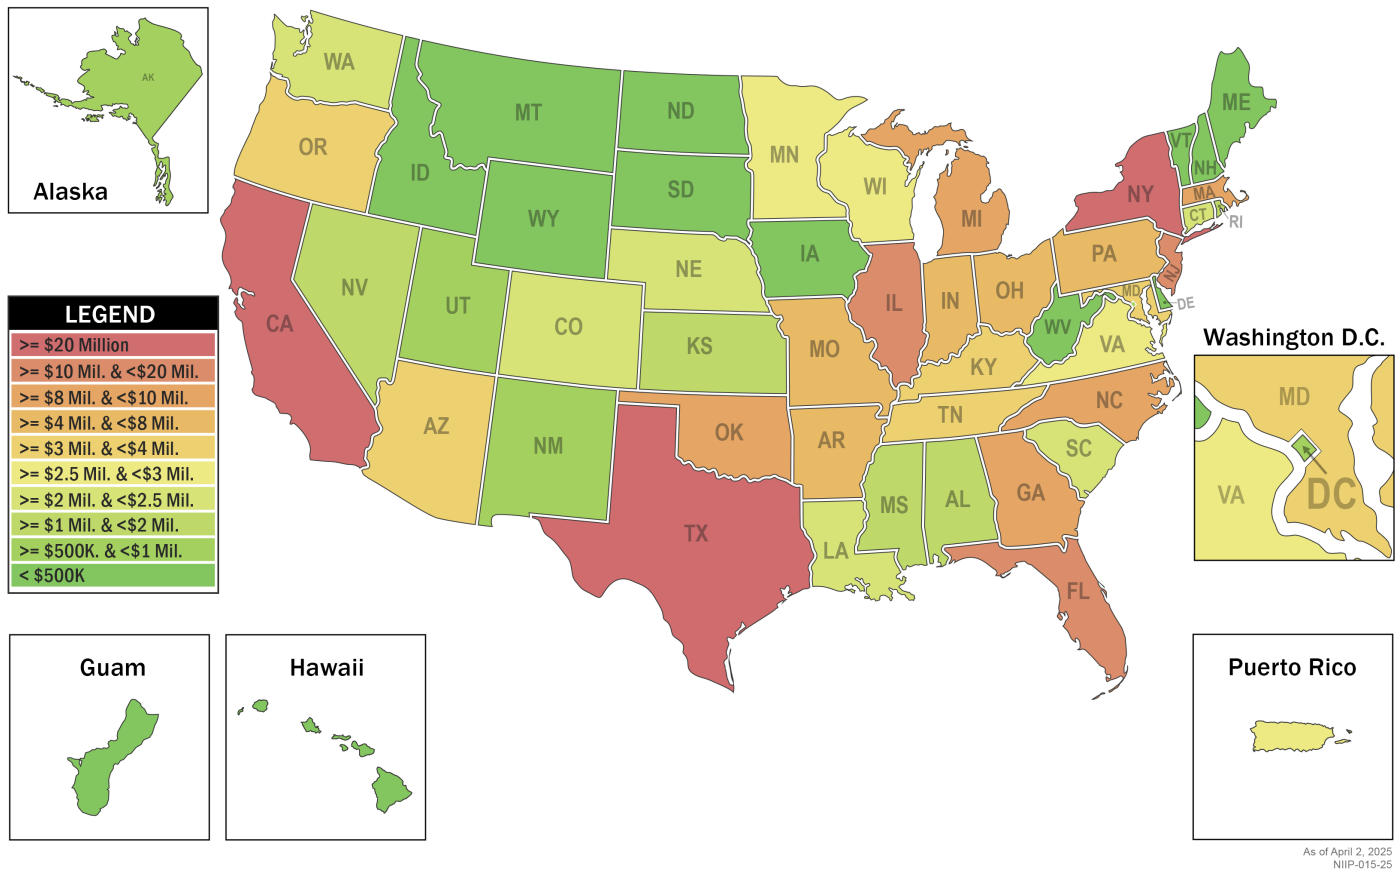 AK
Alaska
WA
OR
ID
MT
ND
SD
WY
MN
WI
MI
IA
NE
NV
UT
CO
KS
CA
AZ
NM
OK
TX
MO
AR
LA
MS
AL
GA
FL
SC
NC
TN
KY
VA
WV
OH
IN
IL
PA
NY
VT
NH
ME
MA
CT
RI
NJ
DE
MD
LEGEND
>= $20 Million
>= $10 Mil. & <$20 Mil.
>= $8 Mil. & <$10 Mil.
>= $4 Mil. & <$8 Mil.
>= $3 Mil. & <$4 Mil.
>= $2.5 Mil. & <$3 Mil.
>= $2 Mil. & <$2.5 Mil.
>= $1 Mil. & <$2 Mil.
>= $500K. & <$1 Mil.
< $500K
Washington D.C.
MD
VA
DC
Guam
Hawaii
Puerto Rico
As of April 2, 2025
NIIP-015-25